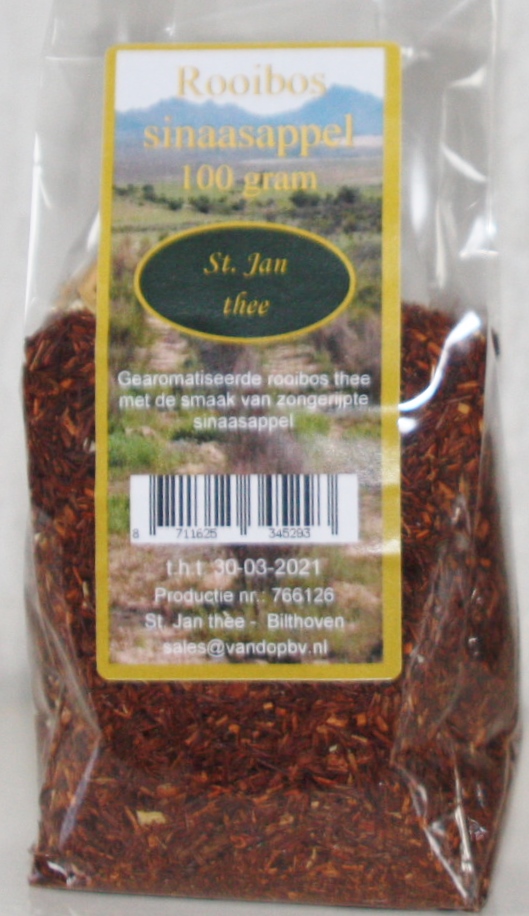 Rooibos
sinaasappel
100 gram
St. Jan
thee
Gearomatiseerde rooibos thee
met de smaak van zongerijpte
sinaasappel
8 711625 345293
t.h.t 30-03-2021
Productie nr.: 766126
St. Jan thee - Bilthoven
sales@vandopbv.nl